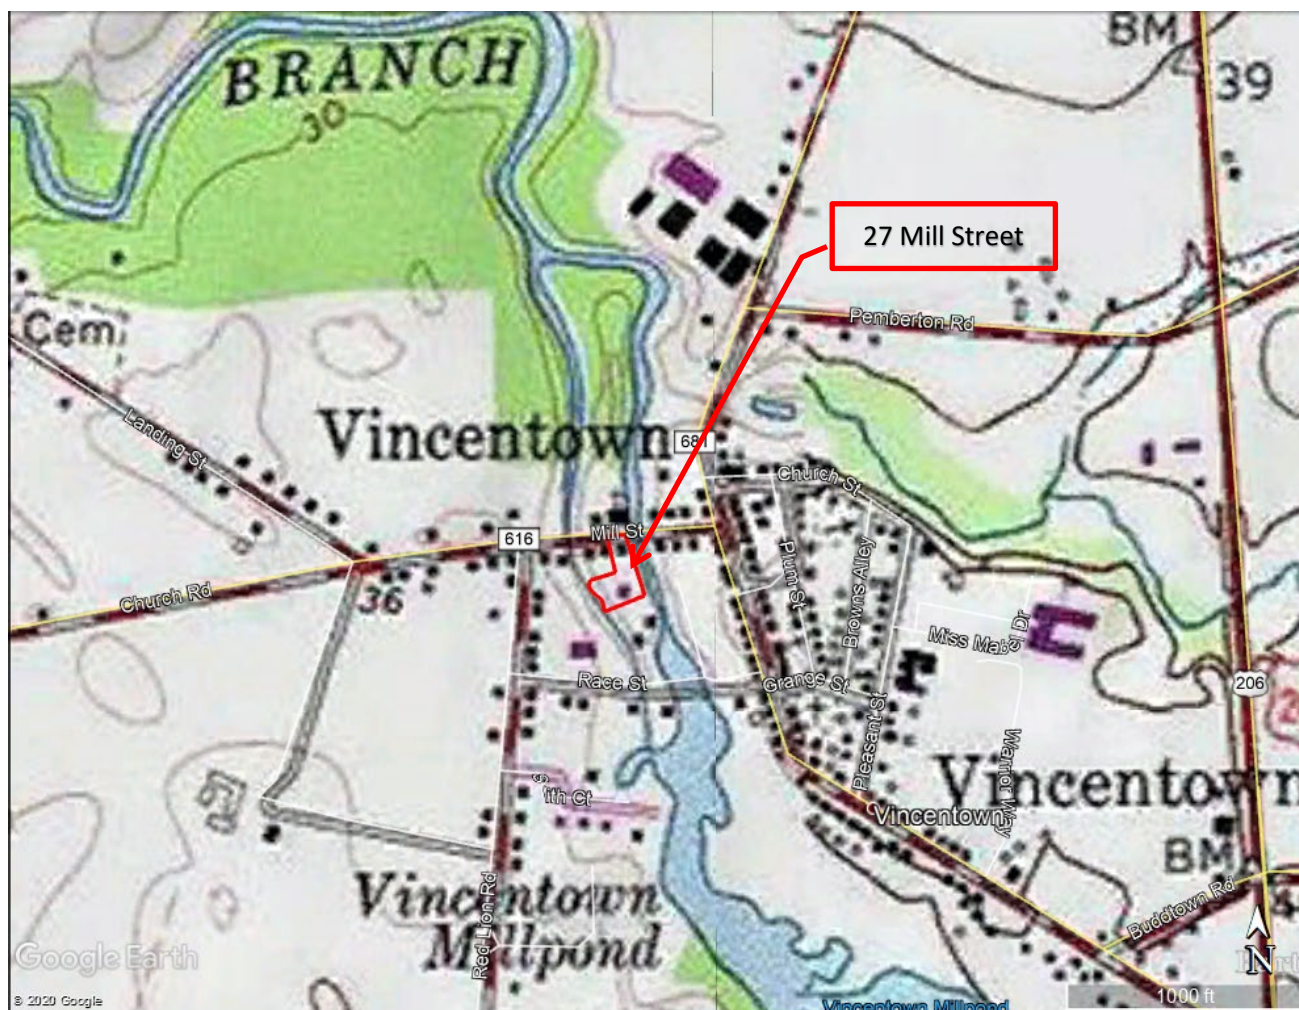 BRANCH
BM
39
30
27 Mill Street
Pemberton Rd
Cem
Landing St
Vincentown
681
Church St
616
Mill St
Plum St
Browns Alley
Church Rd
36
Miss Mabel Dr
Race St
Grange St
Pleasant St
206
Warrior Way
Vincentown
Vincentown
BM
Red Lion Rd
Buddtown Rd
Vincentown
Millpond
Google Earth
N
© 2020 Google
1000 ft
Vincentown Millpond